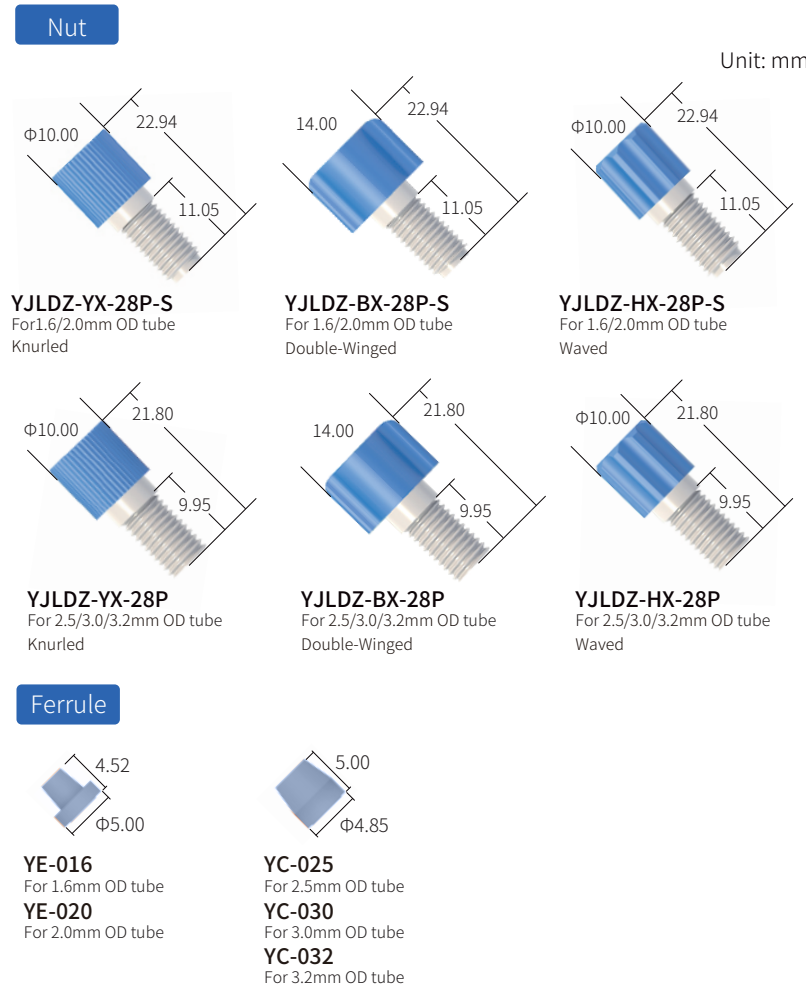 Nut
Unit: mm
Φ10.00
22.94
11.05
YJLDZ-YX-28P-S
For1.6/2.0mm OD tube
Knurled
14.00
22.94
11.05
YJLDZ-BX-28P-S
For 1.6/2.0mm OD tube
Double-Winged
Φ10.00
22.94
11.05
YJLDZ-HX-28P-S
For 1.6/2.0mm OD tube
Waved
Φ10.00
21.80
9.95
YJLDZ-YX-28P
For 2.5/3.0/3.2mm OD tube
Knurled
14.00
21.80
9.95
YJLDZ-BX-28P
For 2.5/3.0/3.2mm OD tube
Double-Winged
Φ10.00
21.80
9.95
YJLDZ-HX-28P
For 2.5/3.0/3.2mm OD tube
Waved
Ferrule
4.52
Φ5.00
YE-016
For 1.6mm OD tube
YE-020
For 2.0mm OD tube
5.00
Φ4.85
YC-025
For 2.5mm OD tube
YC-030
For 3.0mm OD tube
YC-032
For 3.2mm OD tube